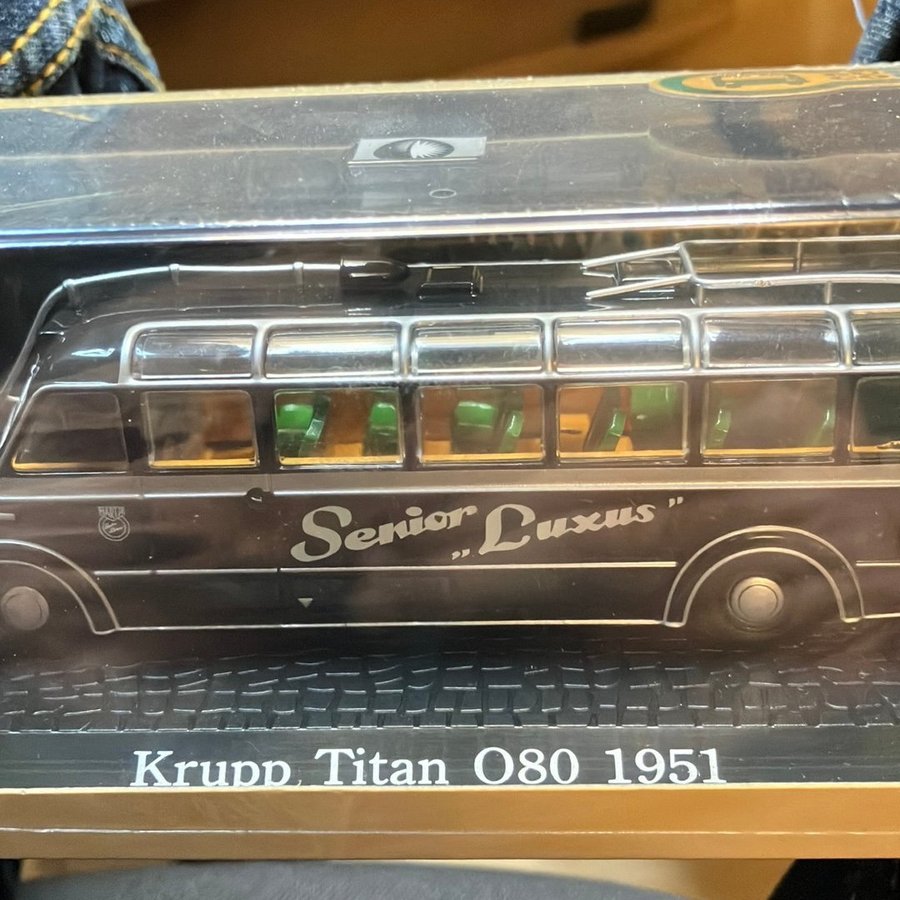 Senior
„Luxus"
Krupp Titan O80 1951